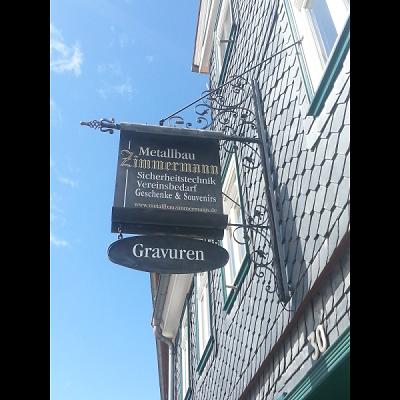 Metallbau
Zimmermann
Sicherheitstechnik
Vereinsbedarf
Geschenke & Souvenirs
www.metallbau-zimmermann.de
Gravuren
30